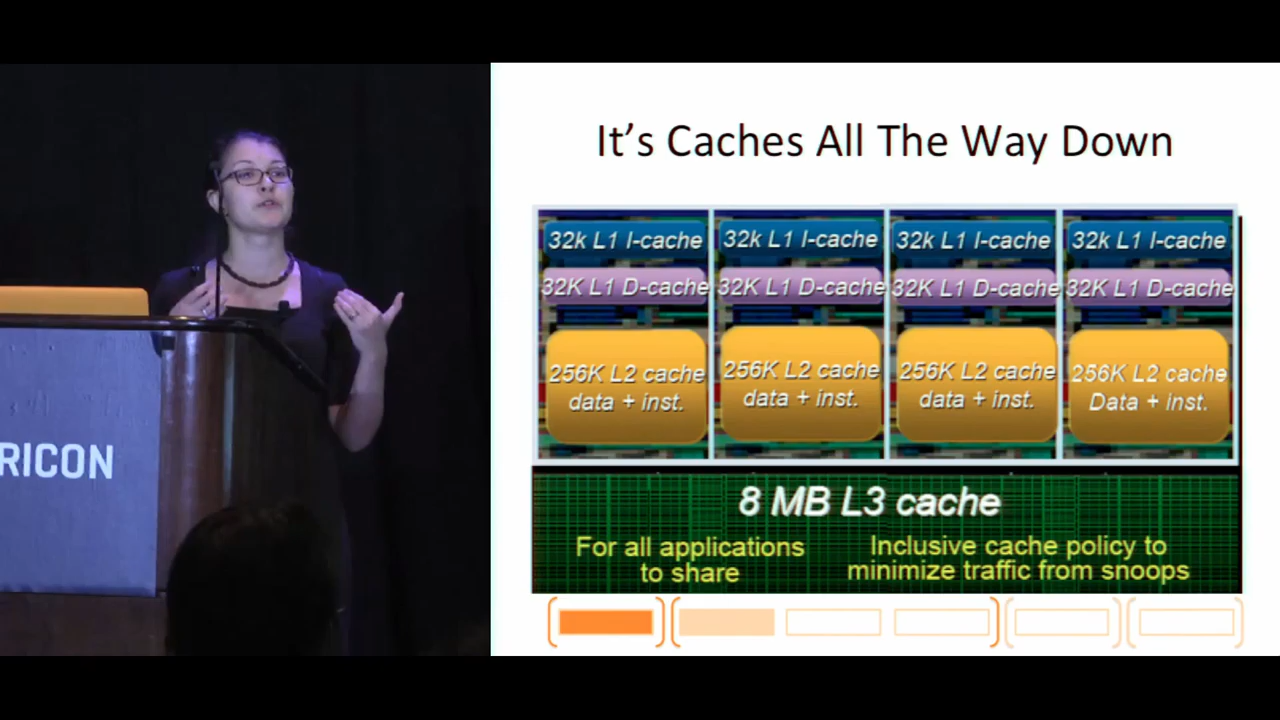 It's Caches All The Way Down
32k L1 I-cache
32k L1 I-cache
32k L1 I-cache
32k L1 I-cache
32K L1 D-cache
32K L1 D-cache
32K L1 D-cache
32K L1 D-cache
256K L2 cache
data + inst.
256K L2 cache
data + inst.
256K L2 cache
data + inst.
256K L2 cache
Data + inst.
8 MB L3 cache
For all applications
to share
Inclusive cache policy to
minimize traffic from snoops
RICON